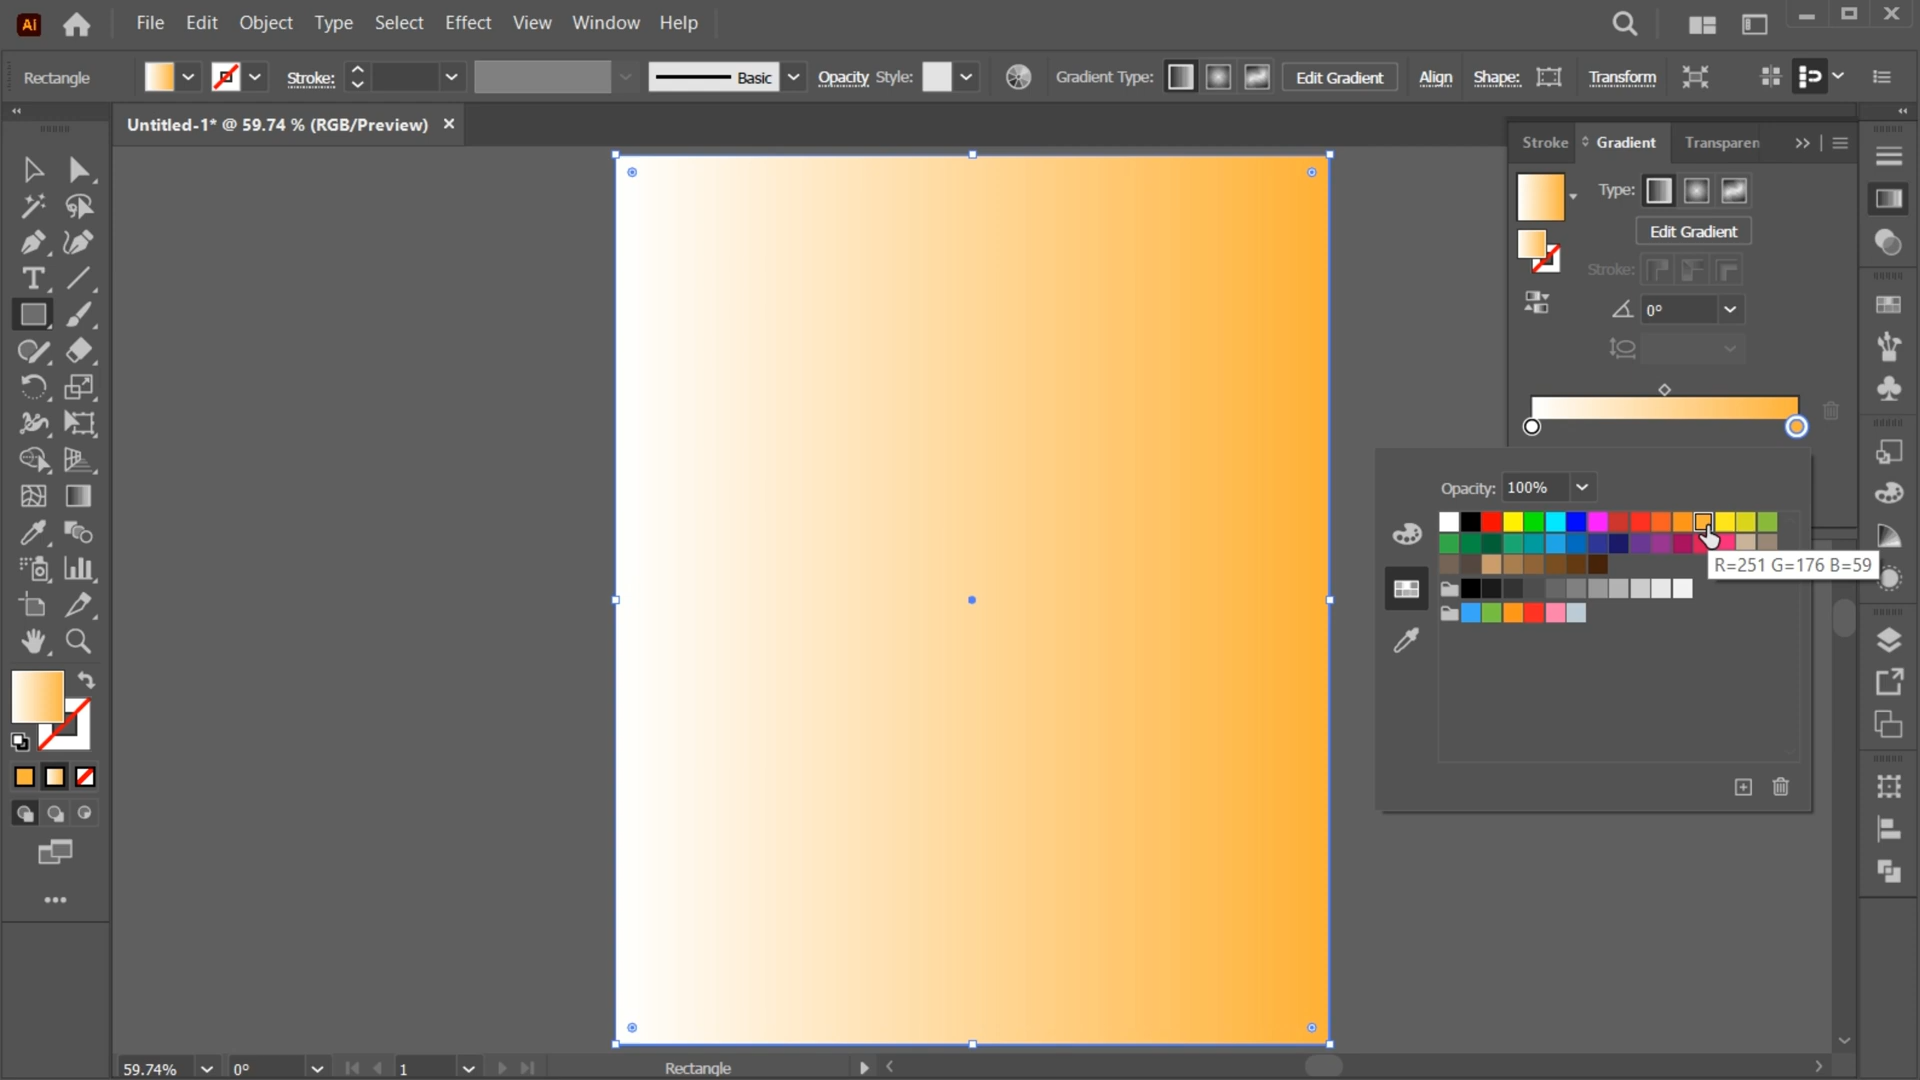 Ai File Edit Object Type Select Effect View Window Help
Rectangle Stroke: Basic Opacity Style: Gradient Type: Edit Gradient Align Shape: Transform
Untitled-1* @ 59.74 % (RGB/Preview)
Stroke Gradient Transparen
Type:
Edit Gradient
Stroke:
0°
Opacity: 100%
R=251 G=176 B=59
59.74% 0° 1 Rectangle